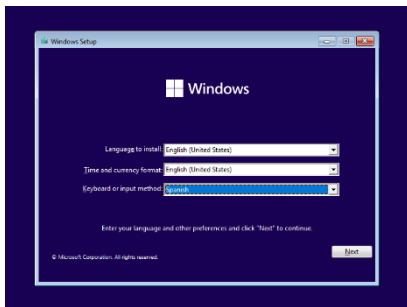 Windows Setup
Windows
Language to install: English (United States)
Time and currency format: English (United States)
Keyboard or input method: Spanish
Enter your language and other preferences and click "Next" to continue.
© Microsoft Corporation. All rights reserved.
Next